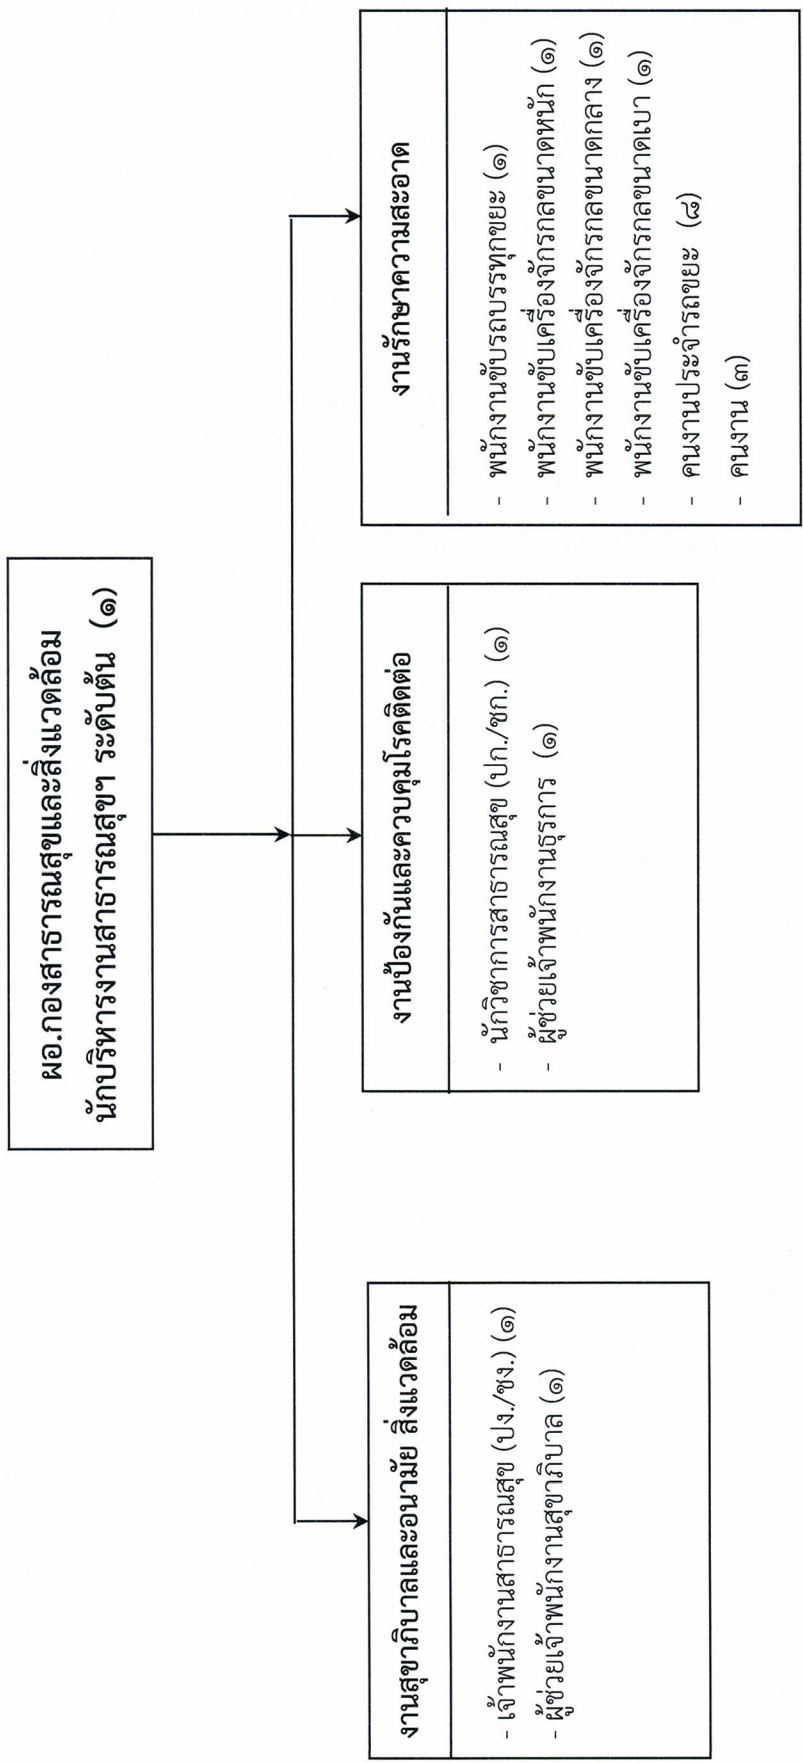 ผอ.กองสาธารณสุขและสิ่งแวดล้อม
นักบริหารงานสาธารณสุขฯ ระดับต้น (๑)
งานสุขาภิบาลและอนามัย สิ่งแวดล้อม
- เจ้าพนักงานสาธารณสุข (ปง./ชง.) (๑)
- ผู้ช่วยเจ้าพนักงานสุขาภิบาล (๑)
งานป้องกันและควบคุมโรคติดต่อ
- นักวิชาการสาธารณสุข (ปก./ชก.) (๑)
- ผู้ช่วยเจ้าพนักงานธุรการ (๑)
งานรักษาความสะอาด
- พนักงานขับรถบรรทุกขยะ (๑)
- พนักงานขับเครื่องจักรกลขนาดหนัก (๑)
- พนักงานขับเครื่องจักรกลขนาดกลาง (๑)
- พนักงานขับเครื่องจักรกลขนาดเบา (๑)
- คนงานประจำรถขยะ (๘)
- คนงาน (๓)